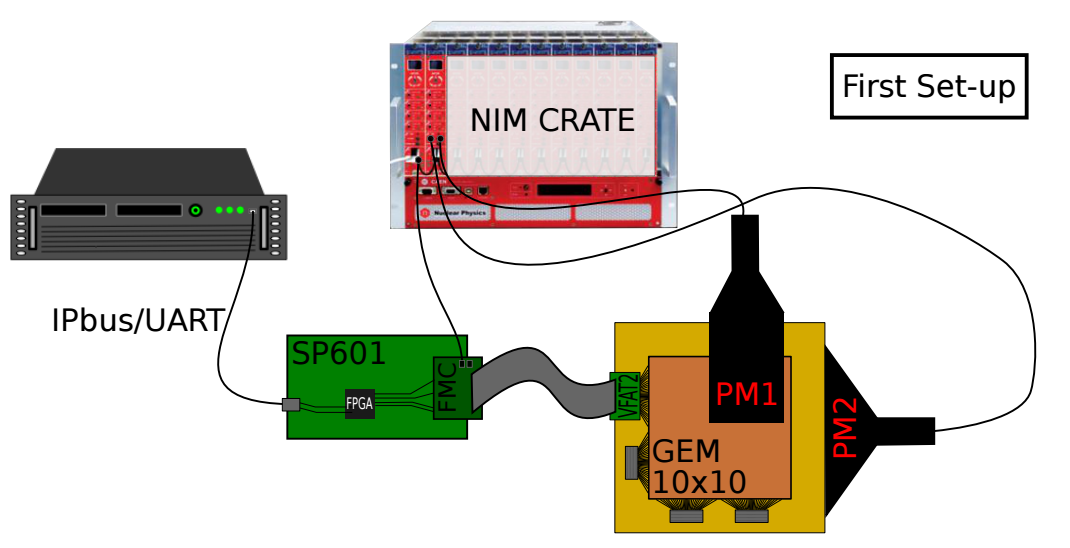 First Set-up
NIM CRATE
Nuclear Physics
IPbus/UART
SP601
FPGA
FMC
VFAT2
PM1
PM2
GEM
10x10